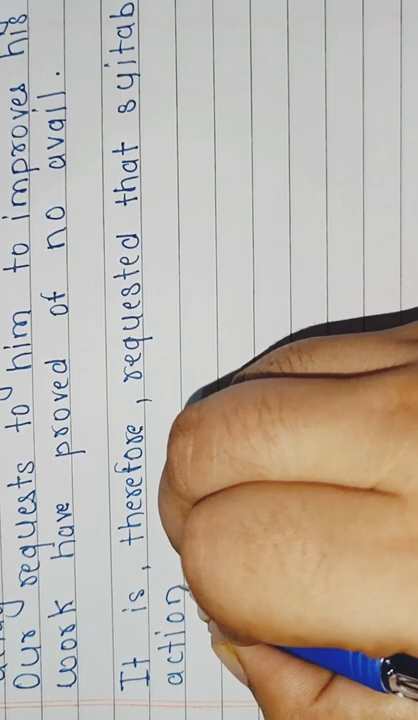 Our requests to him to improves his
work have proved of no avail.
It is, therefore, requested that suitab
action